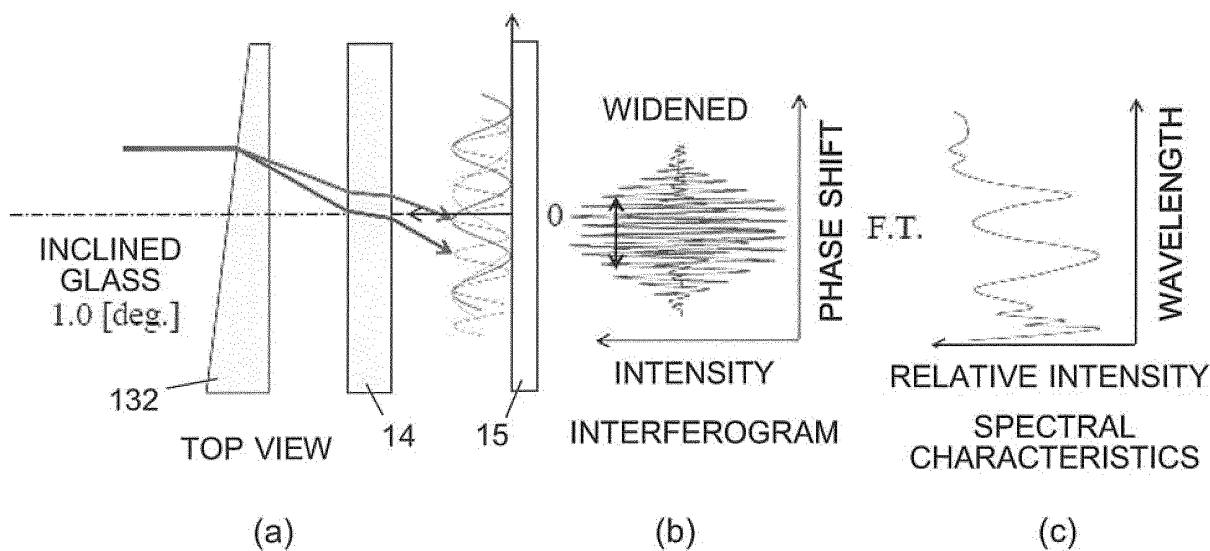 INCLINED
GLASS
1.0 [deg.]
132
TOP VIEW
14
15
(a)
WIDENED
0
PHASE SHIFT
INTENSITY
INTERFEROGRAM
(b)
F.T.
WAVELENGTH
RELATIVE INTENSITY
SPECTRAL
CHARACTERISTICS
(c)